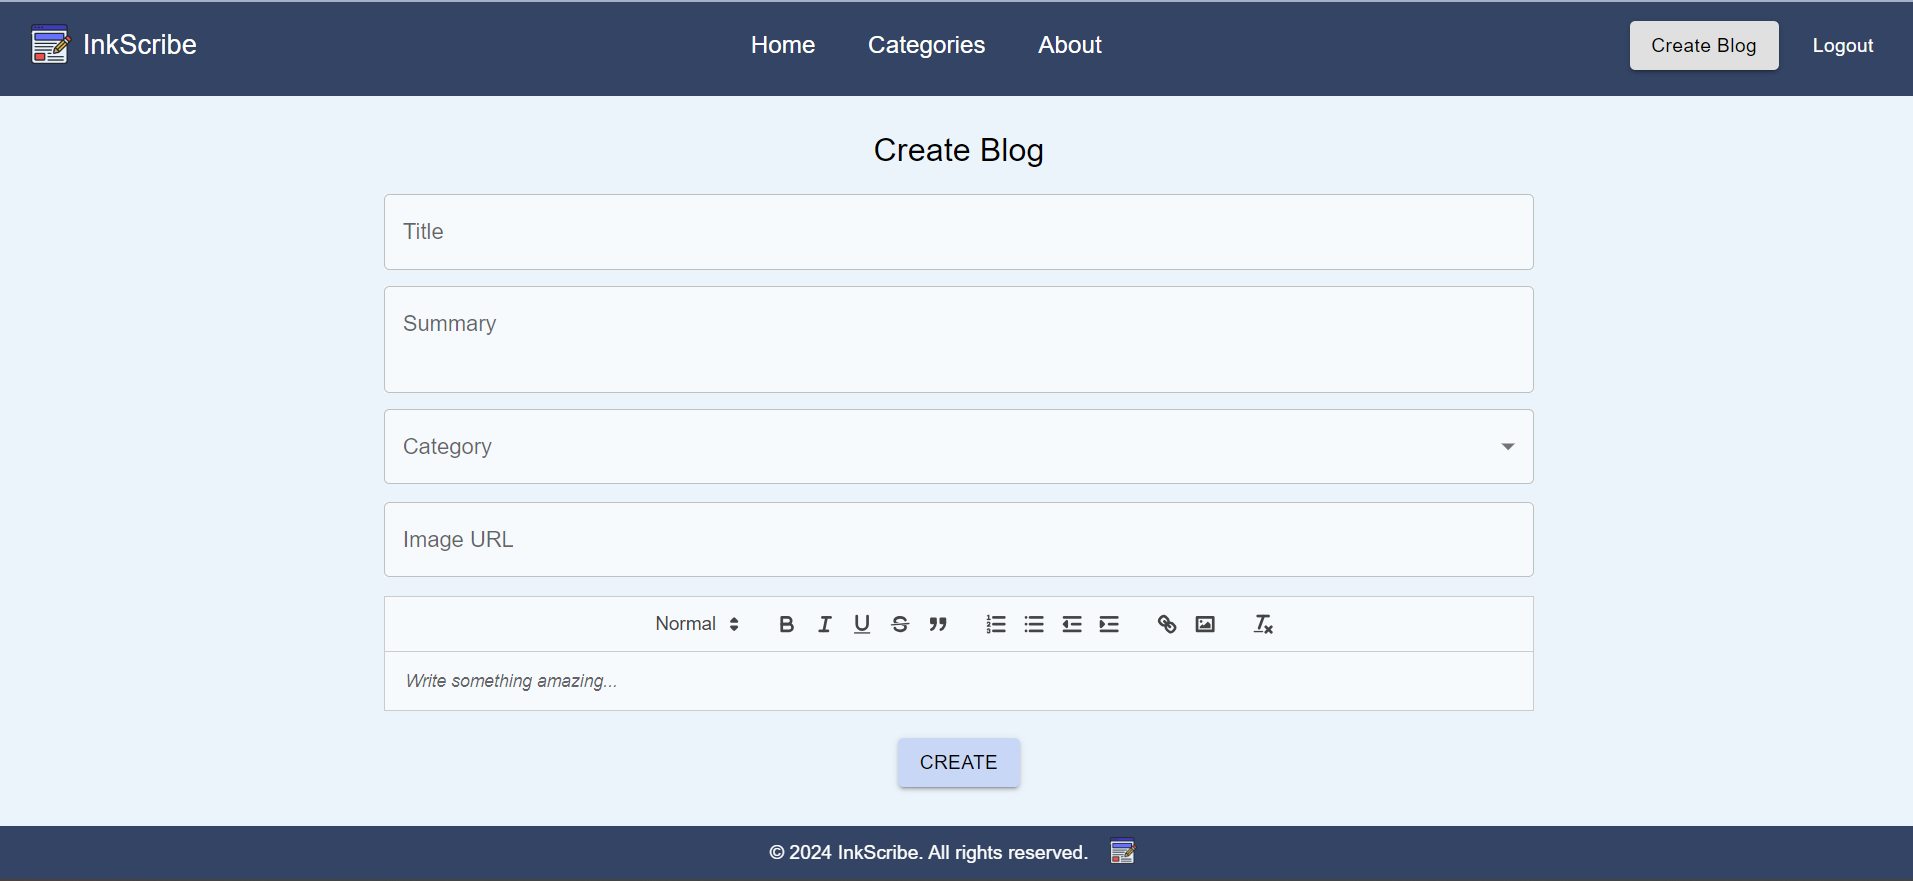 InkScribe Home Categories About Create Blog Logout
Create Blog
Title
Summary
Category
Image URL
Normal
Write something amazing...
CREATE
© 2024 InkScribe. All rights reserved.